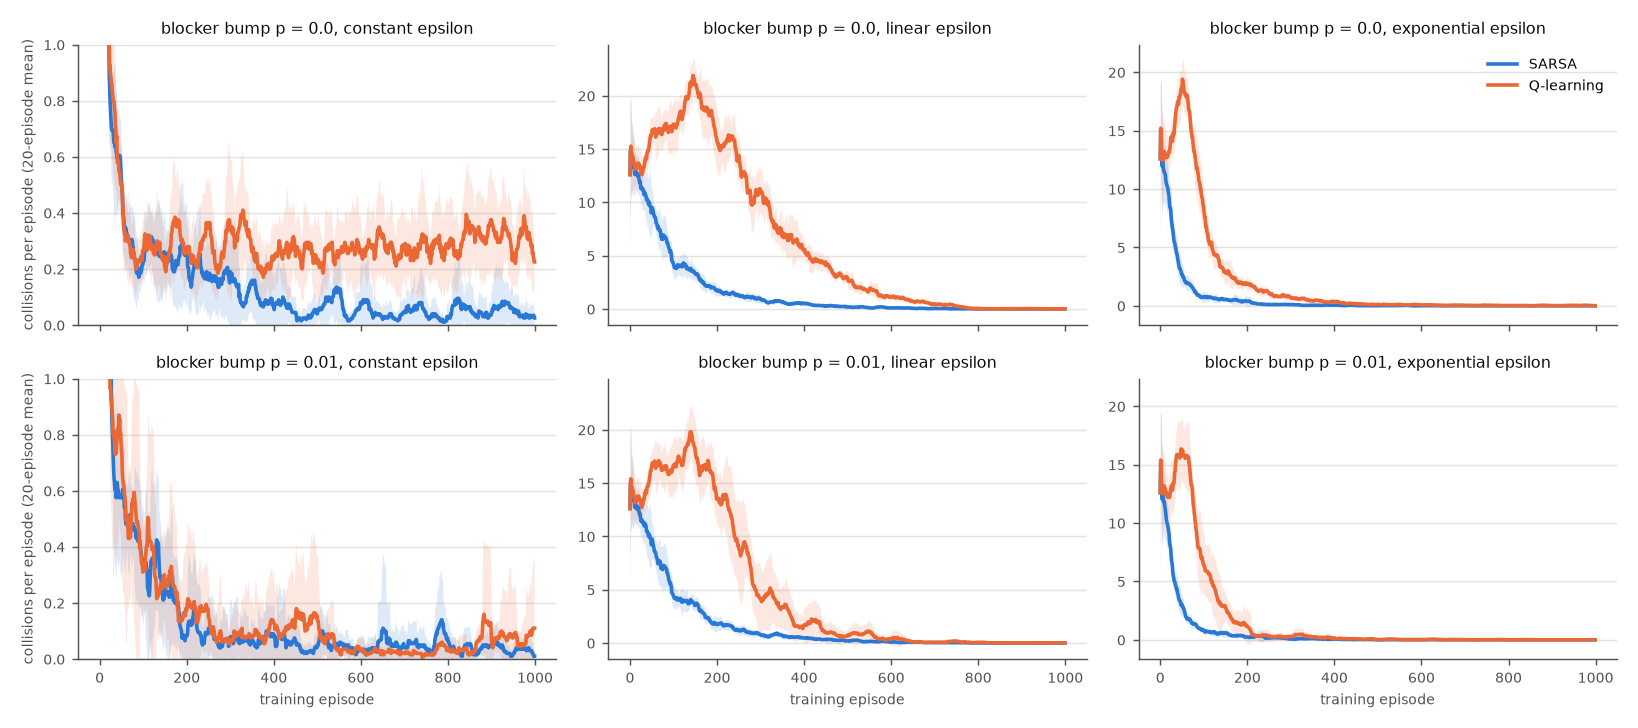 blocker bump p = 0.0, constant epsilon
collisions per episode (20-episode mean)
1.0
0.8
0.6
0.4
0.2
0.0
blocker bump p = 0.0, linear epsilon
20
15
10
5
0
blocker bump p = 0.0, exponential epsilon
20
15
10
5
0
SARSA
Q-learning
blocker bump p = 0.01, constant epsilon
collisions per episode (20-episode mean)
1.0
0.8
0.6
0.4
0.2
0.0
0 200 400 600 800 1000
training episode
blocker bump p = 0.01, linear epsilon
20
15
10
5
0
0 200 400 600 800 1000
training episode
blocker bump p = 0.01, exponential epsilon
20
15
10
5
0
0 200 400 600 800 1000
training episode